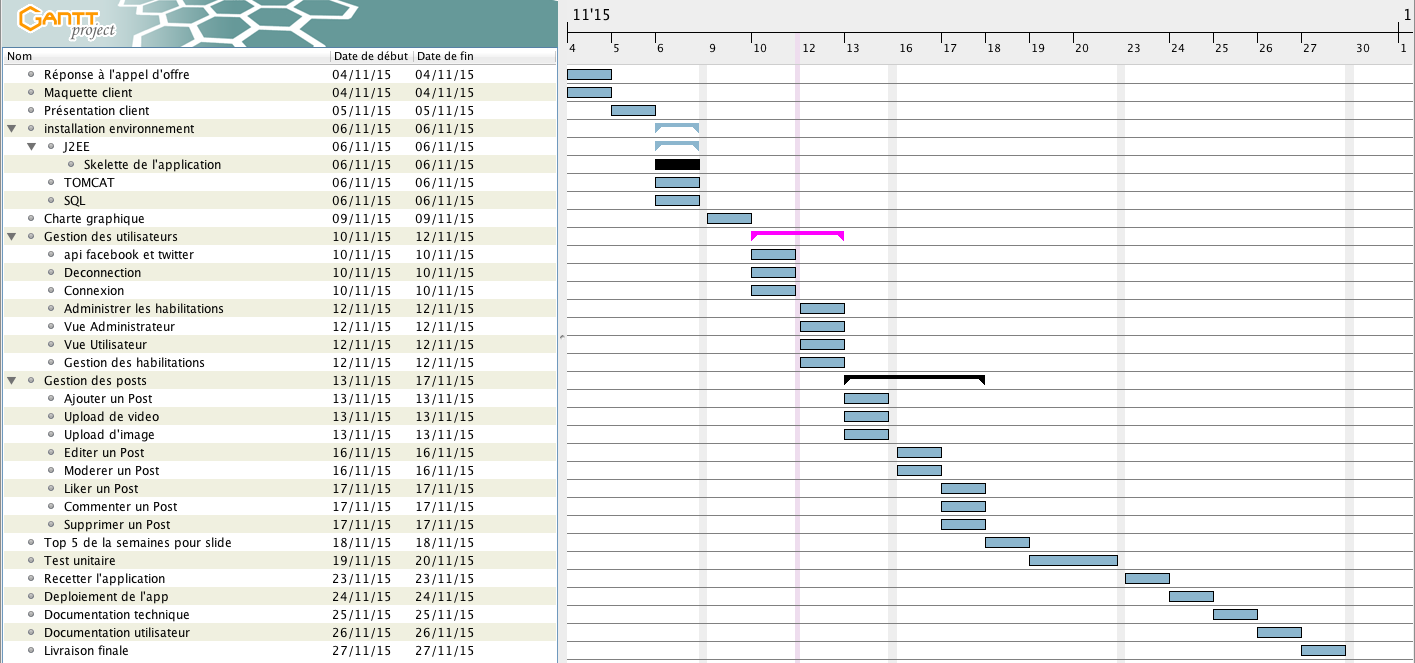 GANTT
project
11'15
1
4 5 6 9 10 12 13 16 17 18 19 20 23 24 25 26 27 30 1
Nom Date de début Date de fin
Réponse à l'appel d'offre 04/11/15 04/11/15
Maquette client 04/11/15 04/11/15
Présentation client 05/11/15 05/11/15
installation environnement 06/11/15 06/11/15
J2EE 06/11/15 06/11/15
Skelette de l'application 06/11/15 06/11/15
TOMCAT 06/11/15 06/11/15
SQL 06/11/15 06/11/15
Charte graphique 09/11/15 09/11/15
Gestion des utilisateurs 10/11/15 12/11/15
api facebook et twitter 10/11/15 10/11/15
Deconnection 10/11/15 10/11/15
Connexion 10/11/15 10/11/15
Administrer les habilitations 12/11/15 12/11/15
Vue Administrateur 12/11/15 12/11/15
Vue Utilisateur 12/11/15 12/11/15
Gestion des habilitations 12/11/15 12/11/15
Gestion des posts 13/11/15 17/11/15
Ajouter un Post 13/11/15 13/11/15
Upload de video 13/11/15 13/11/15
Upload d'image 13/11/15 13/11/15
Editer un Post 16/11/15 16/11/15
Moderer un Post 16/11/15 16/11/15
Liker un Post 17/11/15 17/11/15
Commenter un Post 17/11/15 17/11/15
Supprimer un Post 17/11/15 17/11/15
Top 5 de la semaines pour slide 18/11/15 18/11/15
Test unitaire 19/11/15 20/11/15
Recetter l'application 23/11/15 23/11/15
Deploiement de l'app 24/11/15 24/11/15
Documentation technique 25/11/15 25/11/15
Documentation utilisateur 26/11/15 26/11/15
Livraison finale 27/11/15 27/11/15